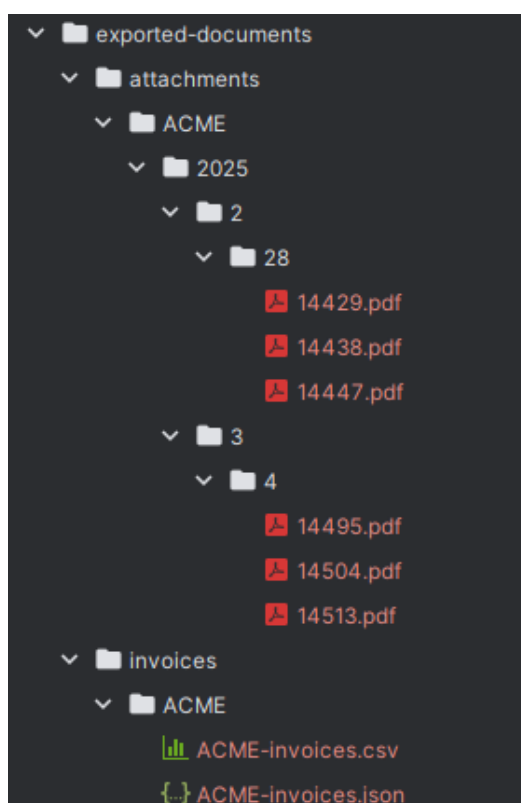 exported-documents
attachments
ACME
2025
2
28
14429.pdf
14438.pdf
14447.pdf
3
4
14495.pdf
14504.pdf
14513.pdf
invoices
ACME
ACME-invoices.csv
{...} ACME-invoices.json